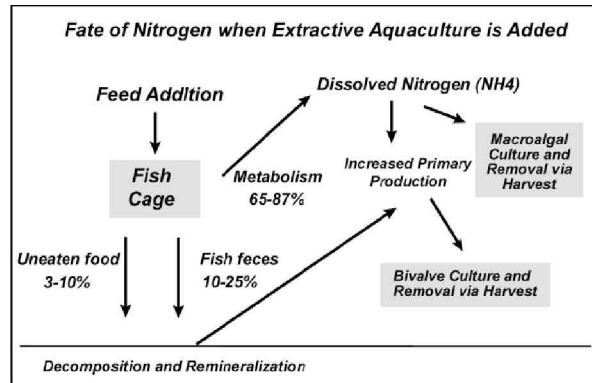 Fate of Nitrogen when Extractive Aquaculture is Added
Feed Addition
Dissolved Nitrogen (NH4)
Fish
Cage
Metabolism
65-87%
Increased Primary
Production
Macroalgal
Culture and
Removal via
Harvest
Uneaten food
3-10%
Fish feces
10-25%
Bivalve Culture and
Removal via Harvest
Decomposition and Remineralization